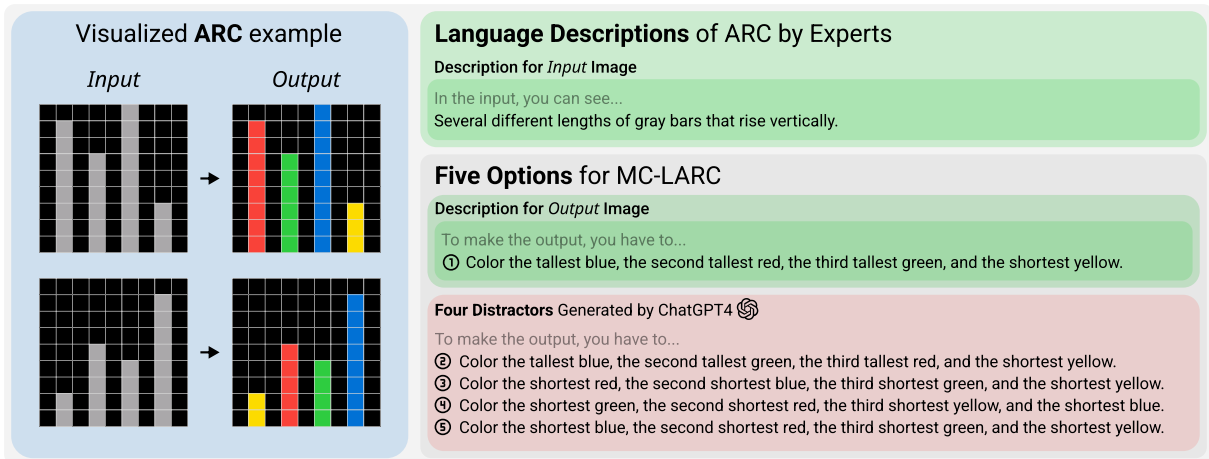 Visualized ARC example
Input
Output
Language Descriptions of ARC by Experts
Description for Input Image
In the input, you can see...
Several different lengths of gray bars that rise vertically.
Five Options for MC-LARC
Description for Output Image
To make the output, you have to...
① Color the tallest blue, the second tallest red, the third tallest green, and the shortest yellow.
Four Distractors Generated by ChatGPT4
To make the output, you have to...
② Color the tallest blue, the second tallest green, the third tallest red, and the shortest yellow.
③ Color the shortest red, the second shortest blue, the third shortest green, and the shortest yellow.
④ Color the shortest green, the second shortest red, the third shortest yellow, and the shortest blue.
⑤ Color the shortest blue, the second shortest red, the third shortest green, and the shortest yellow.